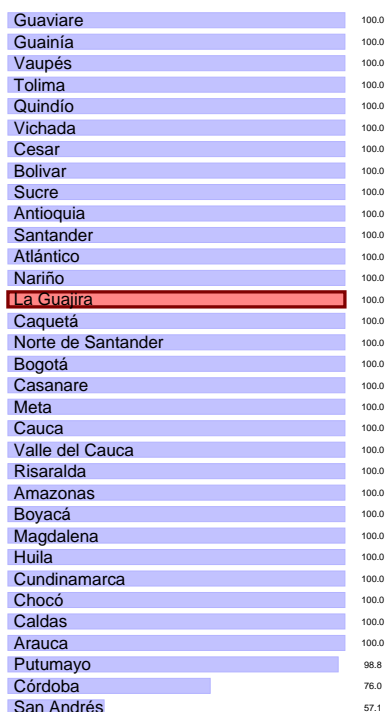 Guaviare 100.0
Guainía 100.0
Vaupés 100.0
Tolima 100.0
Quindío 100.0
Vichada 100.0
Cesar 100.0
Bolivar 100.0
Sucre 100.0
Antioquia 100.0
Santander 100.0
Atlántico 100.0
Nariño 100.0
La Guajira 100.0
Caquetá 100.0
Norte de Santander 100.0
Bogotá 100.0
Casanare 100.0
Meta 100.0
Cauca 100.0
Valle del Cauca 100.0
Risaralda 100.0
Amazonas 100.0
Boyacá 100.0
Magdalena 100.0
Huila 100.0
Cundinamarca 100.0
Chocó 100.0
Caldas 100.0
Arauca 100.0
Putumayo 98.8
Córdoba 76.0
San Andrés 57.1